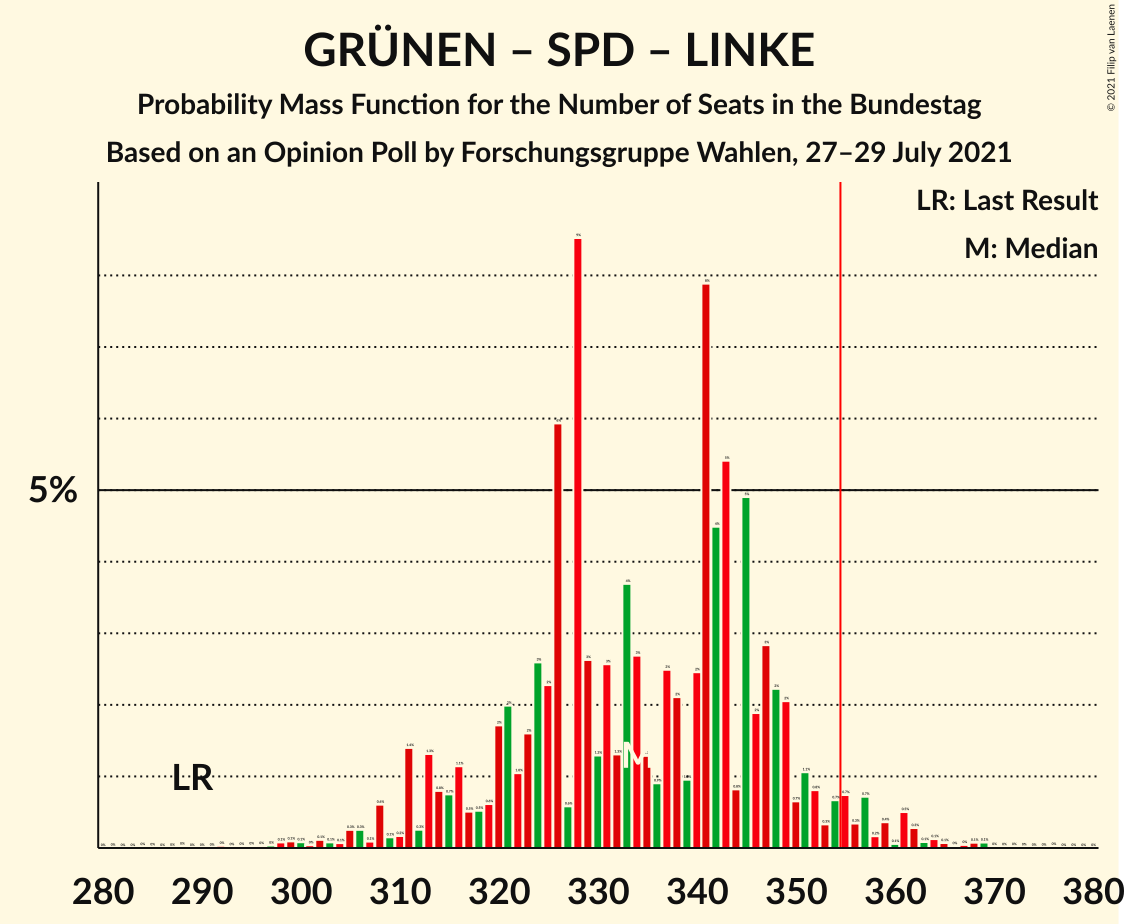 GRÜNEN – SPD – LINKE
Probability Mass Function for the Number of Seats in the Bundestag
Based on an Opinion Poll by Forschungsgruppe Wahlen, 27–29 July 2021
© 2021 Filip van Laenen
LR: Last Result
M: Median
5%
LR
M
280 290 300 310 320 330 340 350 360 370 380